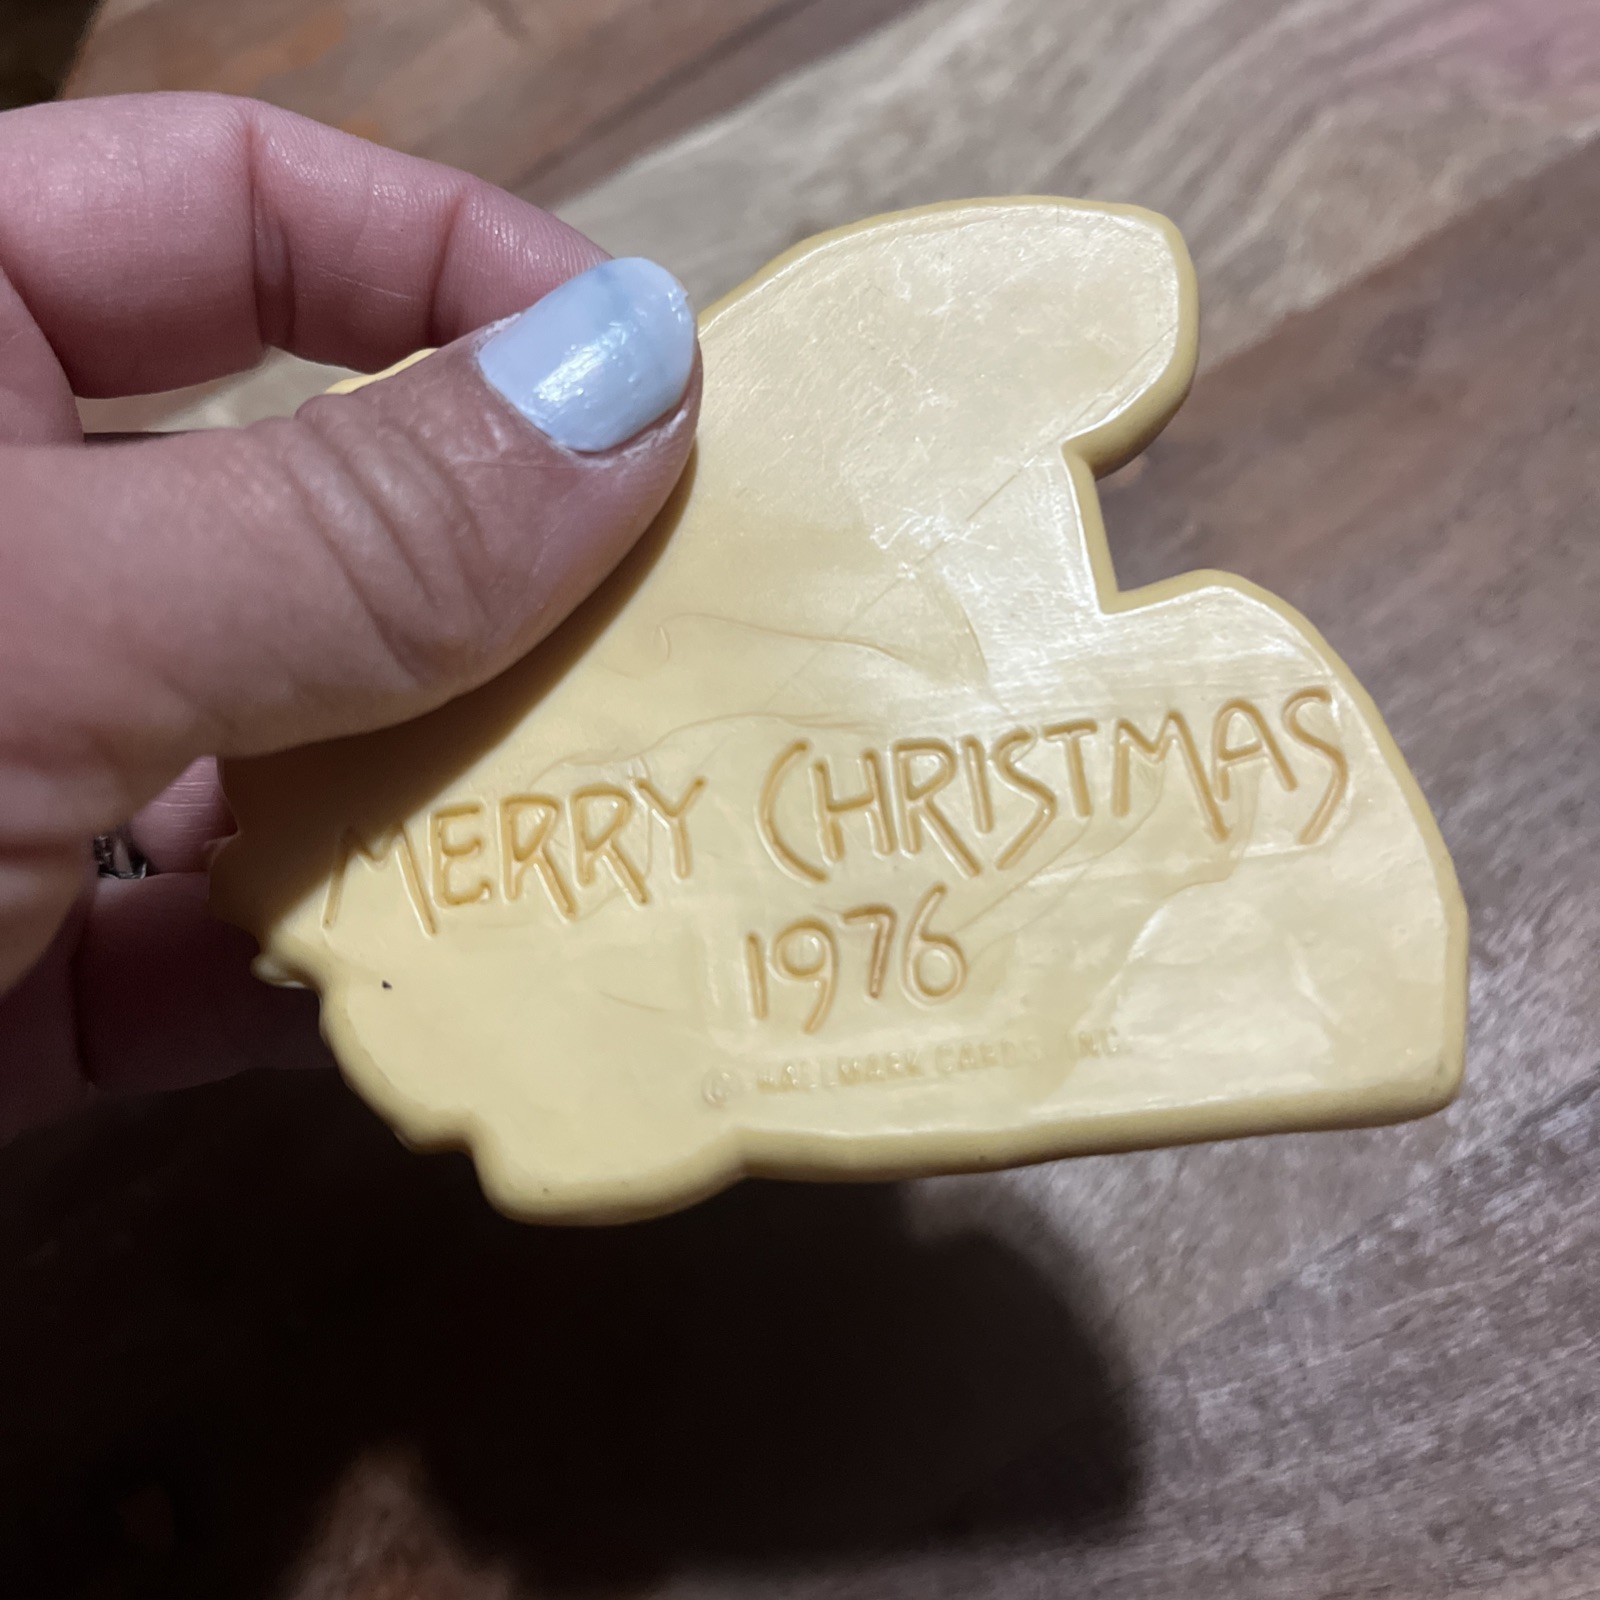 MERRY CHRISTMAS
1976
© HALLMARK CARDS, INC.